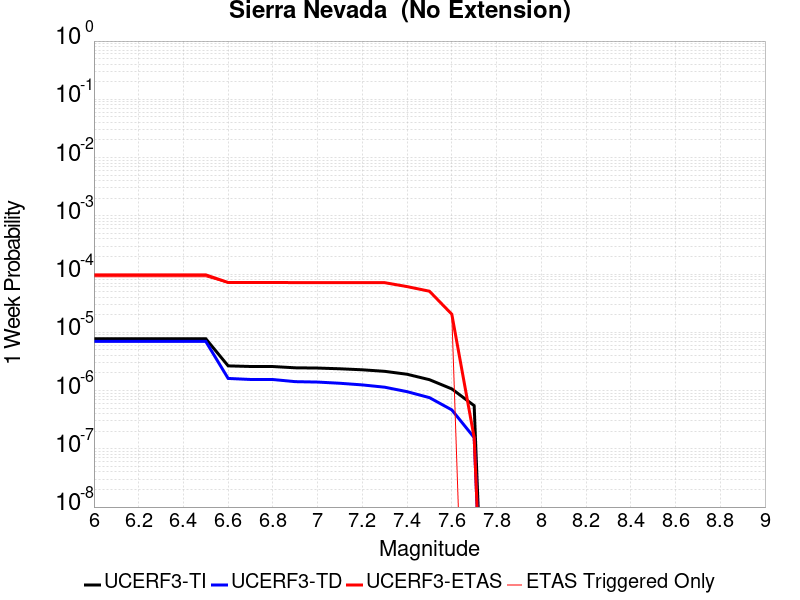 Sierra Nevada  (No Extension)
10^0
10^-1
10^-2
10^-3
10^-4
10^-5
10^-6
10^-7
10^-8
1 Week Probability
6 6.2 6.4 6.6 6.8 7 7.2 7.4 7.6 7.8 8 8.2 8.4 8.6 8.8 9
Magnitude
UCERF3-TI UCERF3-TD UCERF3-ETAS ETAS Triggered Only